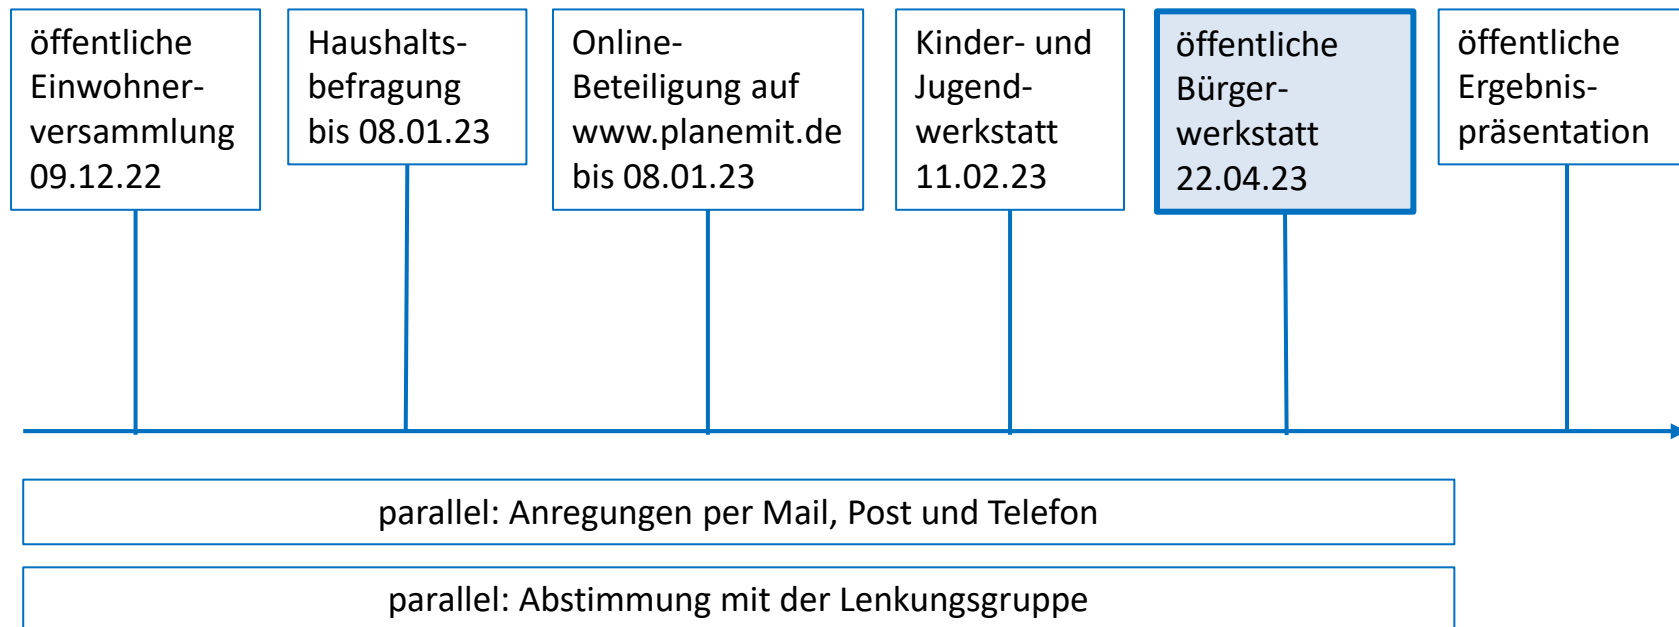 öffentliche
Einwohner-
versammlung
09.12.22
Haushalts-
befragung
bis 08.01.23
Online-
Beteiligung auf
www.planemit.de
bis 08.01.23
Kinder- und
Jugend-
werkstatt
11.02.23
öffentliche
Bürger-
werkstatt
22.04.23
öffentliche
Ergebnis-
präsentation
parallel: Anregungen per Mail, Post und Telefon
parallel: Abstimmung mit der Lenkungsgruppe